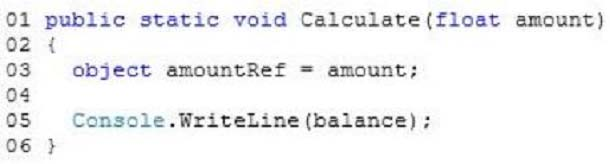 01 public static void Calculate(float amount)
02 {
03   object amountRef = amount;
04
05   Console.WriteLine(balance);
06 }